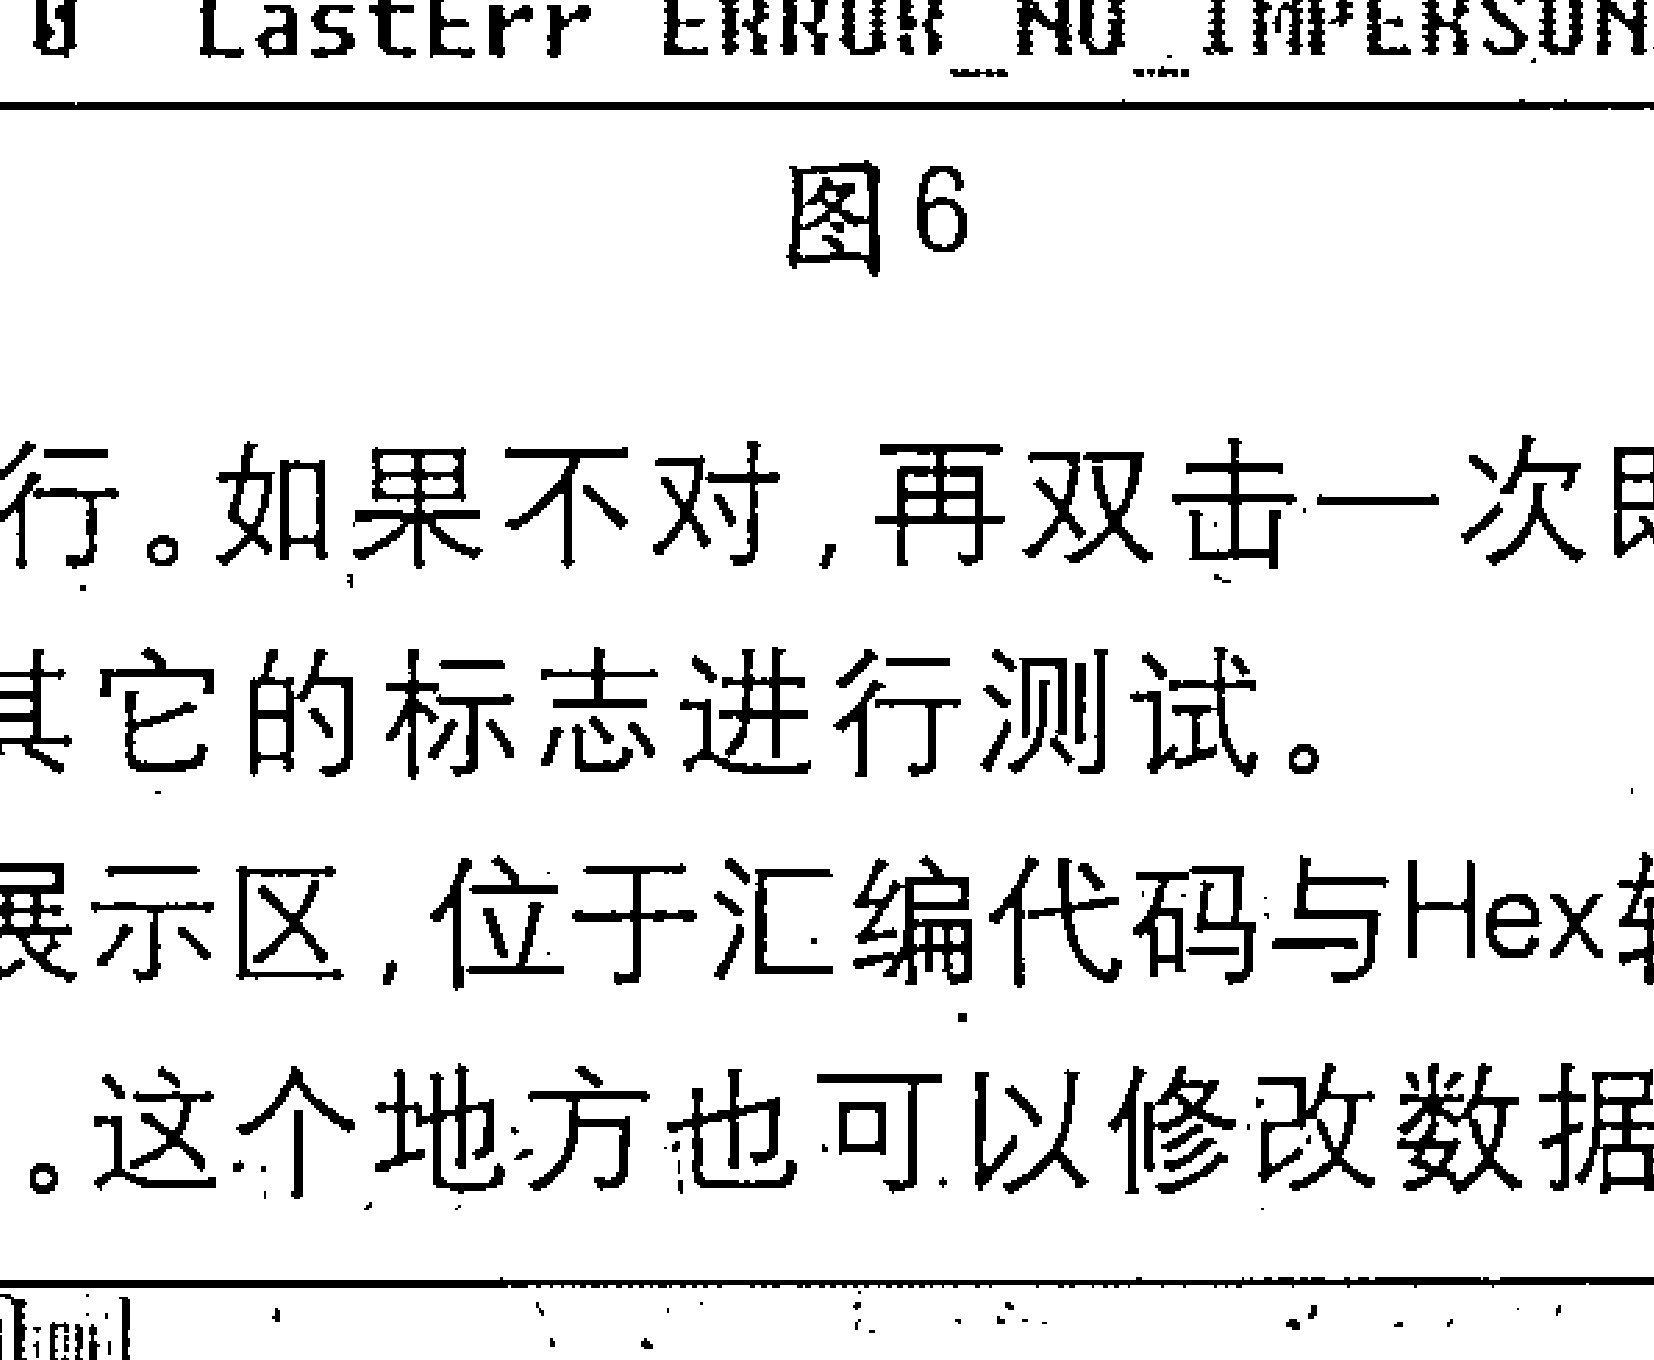 0 LastErr ERROR_NO_IMPERSON
图6
行。如果不对,再双击一次即
其它的标志进行测试。
展示区,位于汇编代码与Hex
。这个地方也可以修改数据